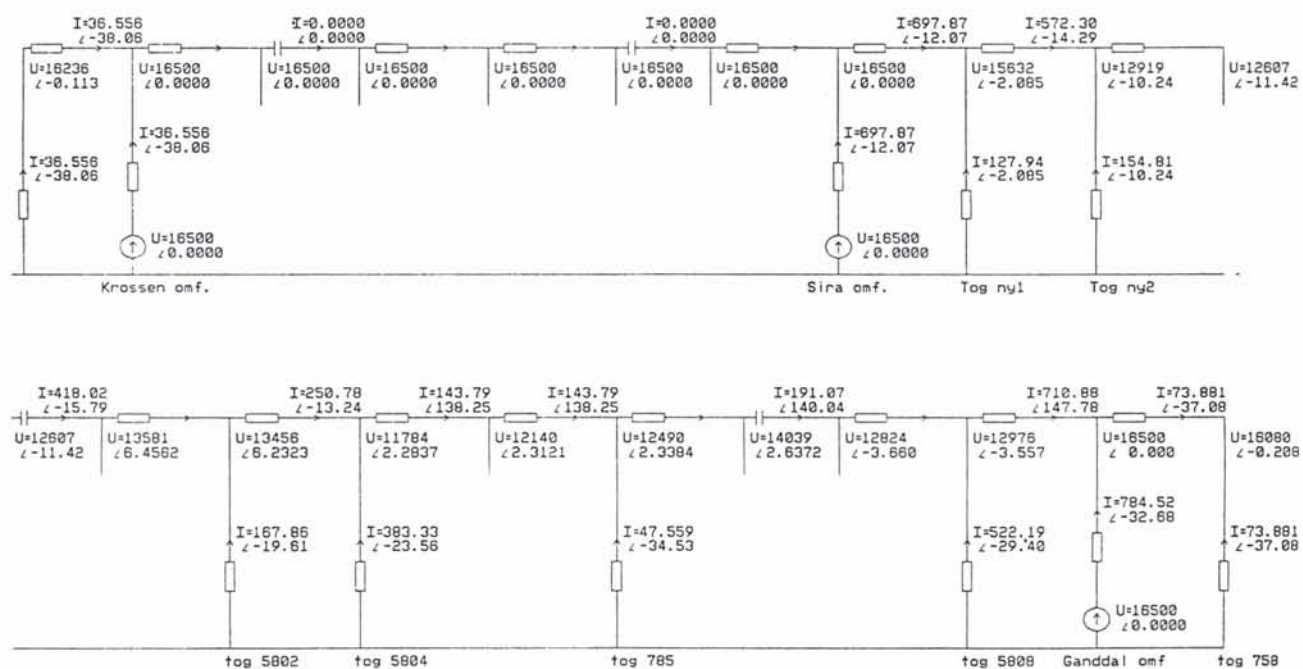 I=36.556
∠-38.06
I=0.0000
∠0.0000
I=0.0000
∠0.0000
I=697.87
∠-12.07
I=572.30
∠-14.29
U=16236
∠-0.113
U=16500
∠0.0000
U=16500
∠0.0000
U=16500
∠0.0000
U=16500
∠0.0000
U=16500
∠0.0000
U=16500
∠0.0000
U=16500
∠0.0000
U=15632
∠-2.085
U=12919
∠-10.24
U=12607
∠-11.42
I=36.556
∠-38.06
I=36.556
∠-38.06
I=697.87
∠-12.07
I=127.94
∠-2.085
I=154.81
∠-10.24
U=16500
∠0.0000
U=16500
∠0.0000
Krossen omf.
Sira omf.
Tog ny1
Tog ny2
I=418.02
∠-15.79
I=250.78
∠-13.24
I=143.79
∠138.25
I=143.79
∠138.25
I=191.07
∠140.04
I=710.88
∠147.78
I=73.881
∠-37.08
U=12607
∠-11.42
U=13581
∠6.4562
U=13456
∠6.2323
U=11784
∠2.2837
U=12140
∠2.3121
U=12490
∠2.3384
U=14039
∠2.6372
U=12824
∠-3.660
U=12976
∠-3.557
U=16500
∠0.000
U=16080
∠-0.208
I=167.86
∠-19.61
I=383.33
∠-23.56
I=47.559
∠-34.53
I=522.19
∠-29.40
I=784.52
∠-32.68
I=73.881
∠-37.08
U=16500
∠0.0000
tog 5802
tog 5804
tog 785
tog 5808
Ganddal omf
tog 758